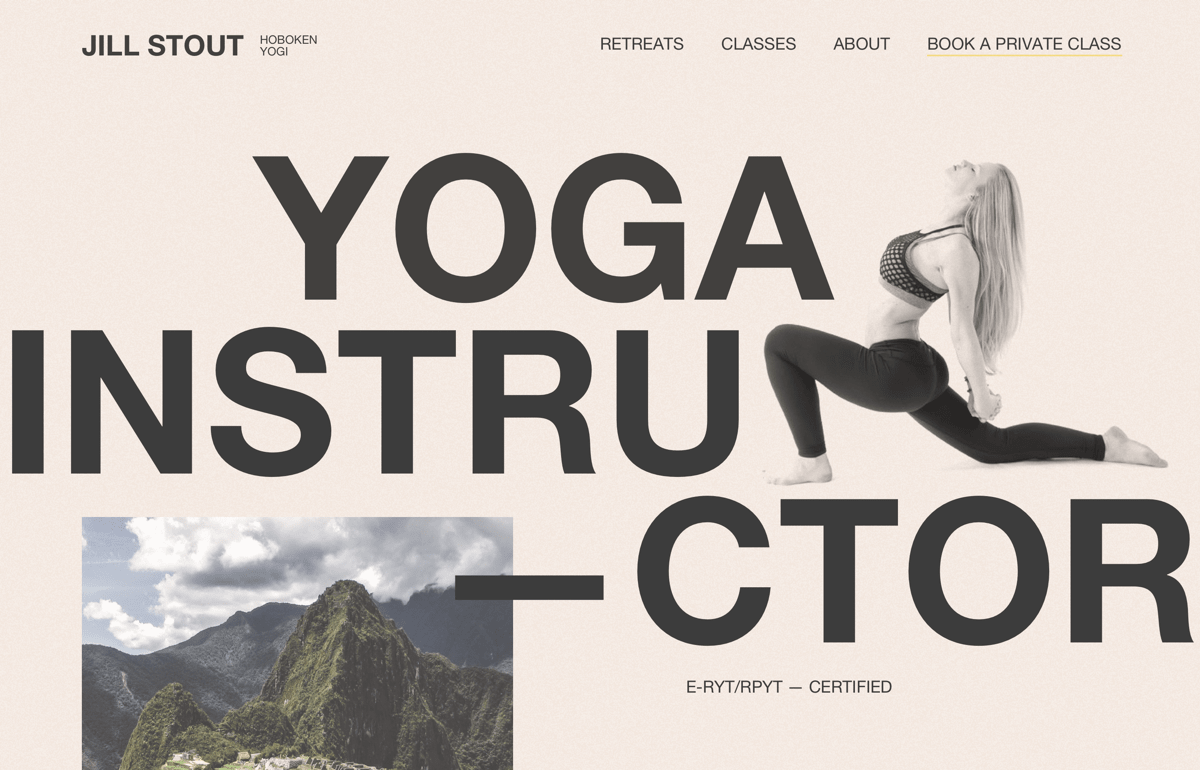 JILL STOUT
HOBOKEN
YOGI
RETREATS
CLASSES
ABOUT
BOOK A PRIVATE CLASS
YOGA
INSTRU
—CTOR
E-RYT/RPYT — CERTIFIED